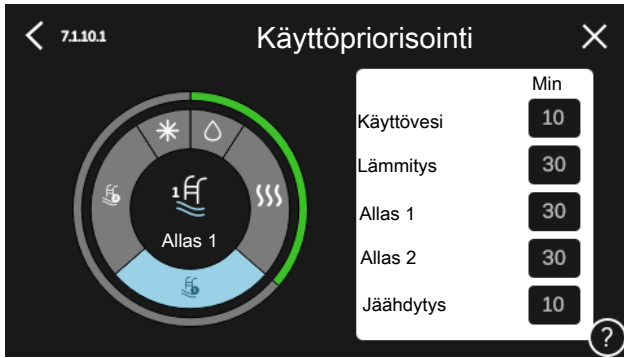 7.1.10.1 Käyttöpriorisointi
Min
Käyttövesi 10
Lämmitys 30
Allas 1 30
Allas 2 30
Jäähdytys 10
1
Allas 1
?